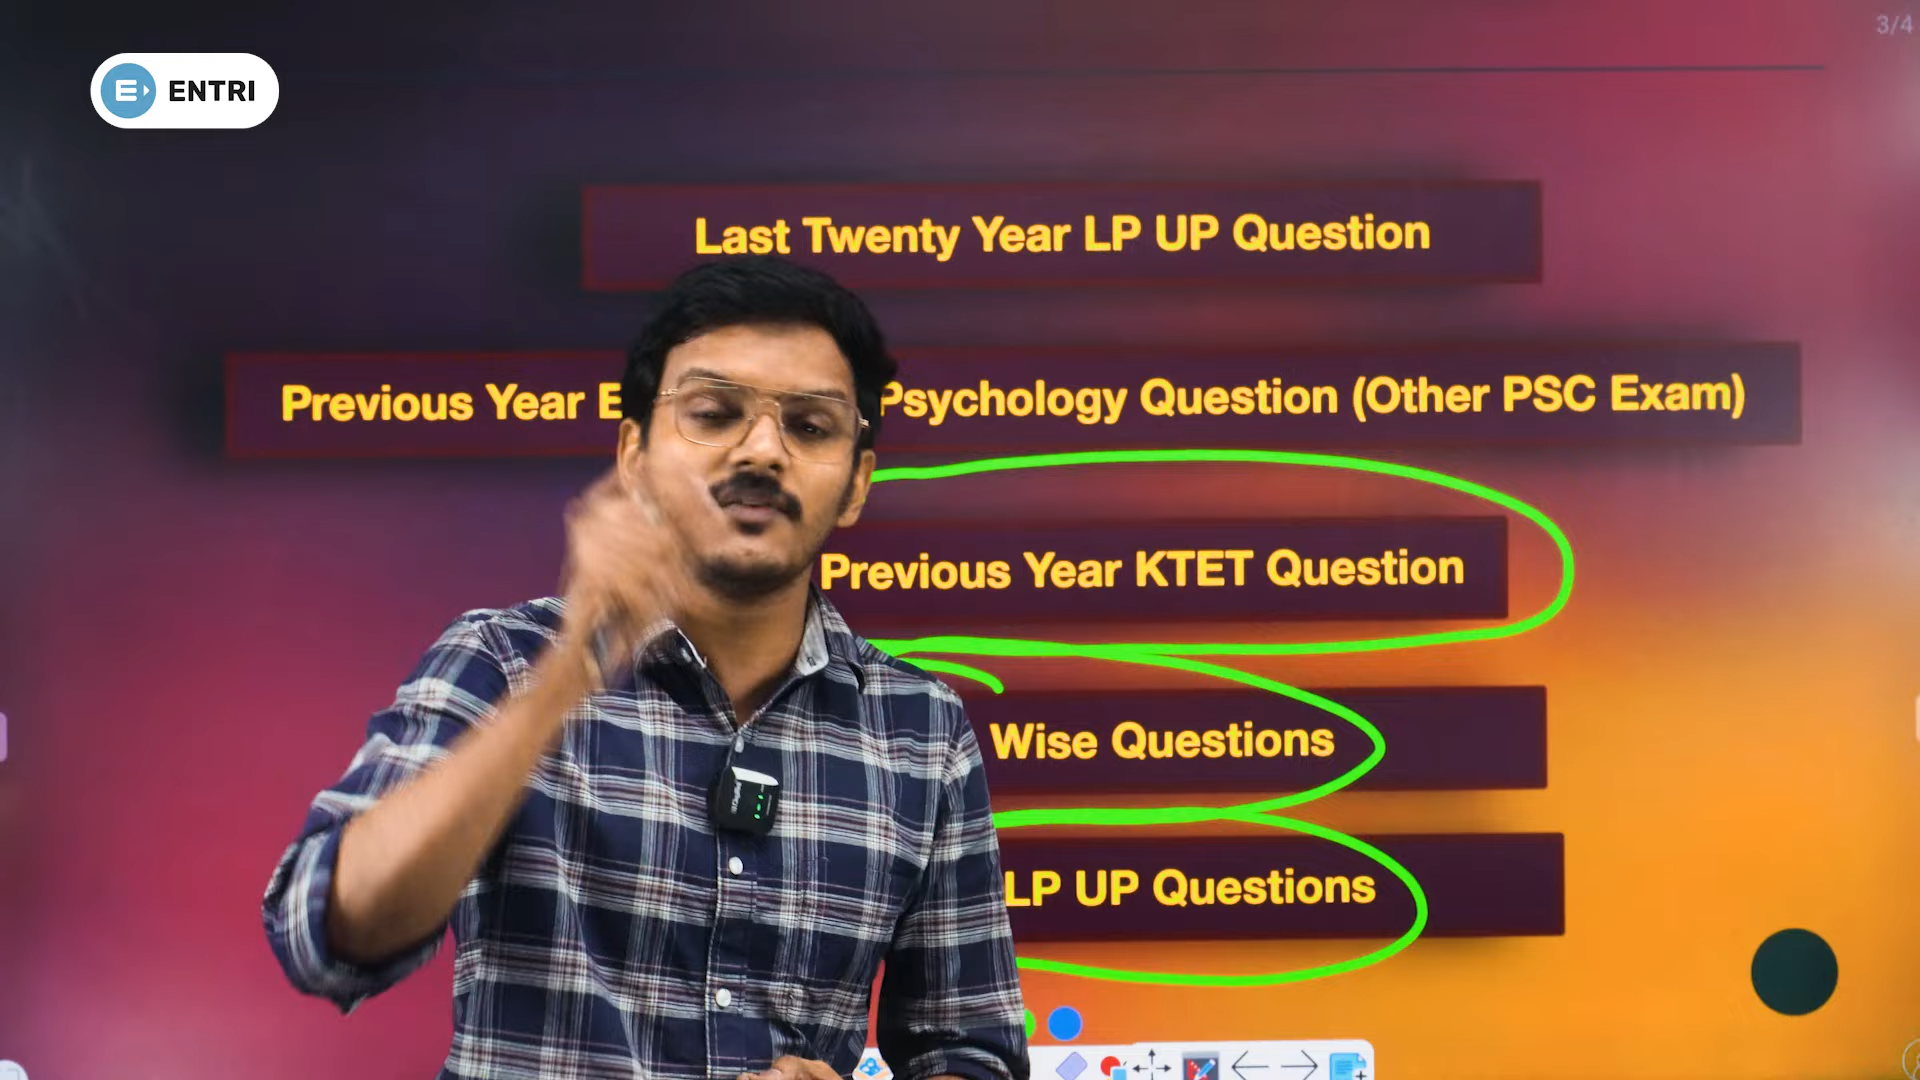 3/4
ENTRI
Last Twenty Year LP UP Question
Previous Year Psychology Question (Other PSC Exam)
Previous Year KTET Question
Wise Questions
LP UP Questions